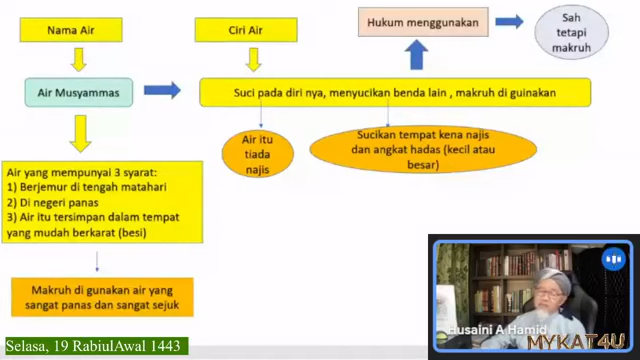 Nama Air
Ciri Air
Hukum menggunakan
Sah
tetapi
makruh
Air Musyammas
Suci pada diri nya, menyucikan benda lain , makruh di guinakan
Air itu
tiada
najis
Sucikan tempat kena najis
dan angkat hadas (kecil atau
besar)
Air yang mempunyai 3 syarat:
1) Berjemur di tengah matahari
2) Di negeri panas
3) Air itu tersimpan dalam tempat
yang mudah berkarat (besi)
Makruh di gunakan air yang
sangat panas dan sangat sejuk
Husaini A Hamid
MYKAT4U
Selasa, 19 RabiulAwal 1443